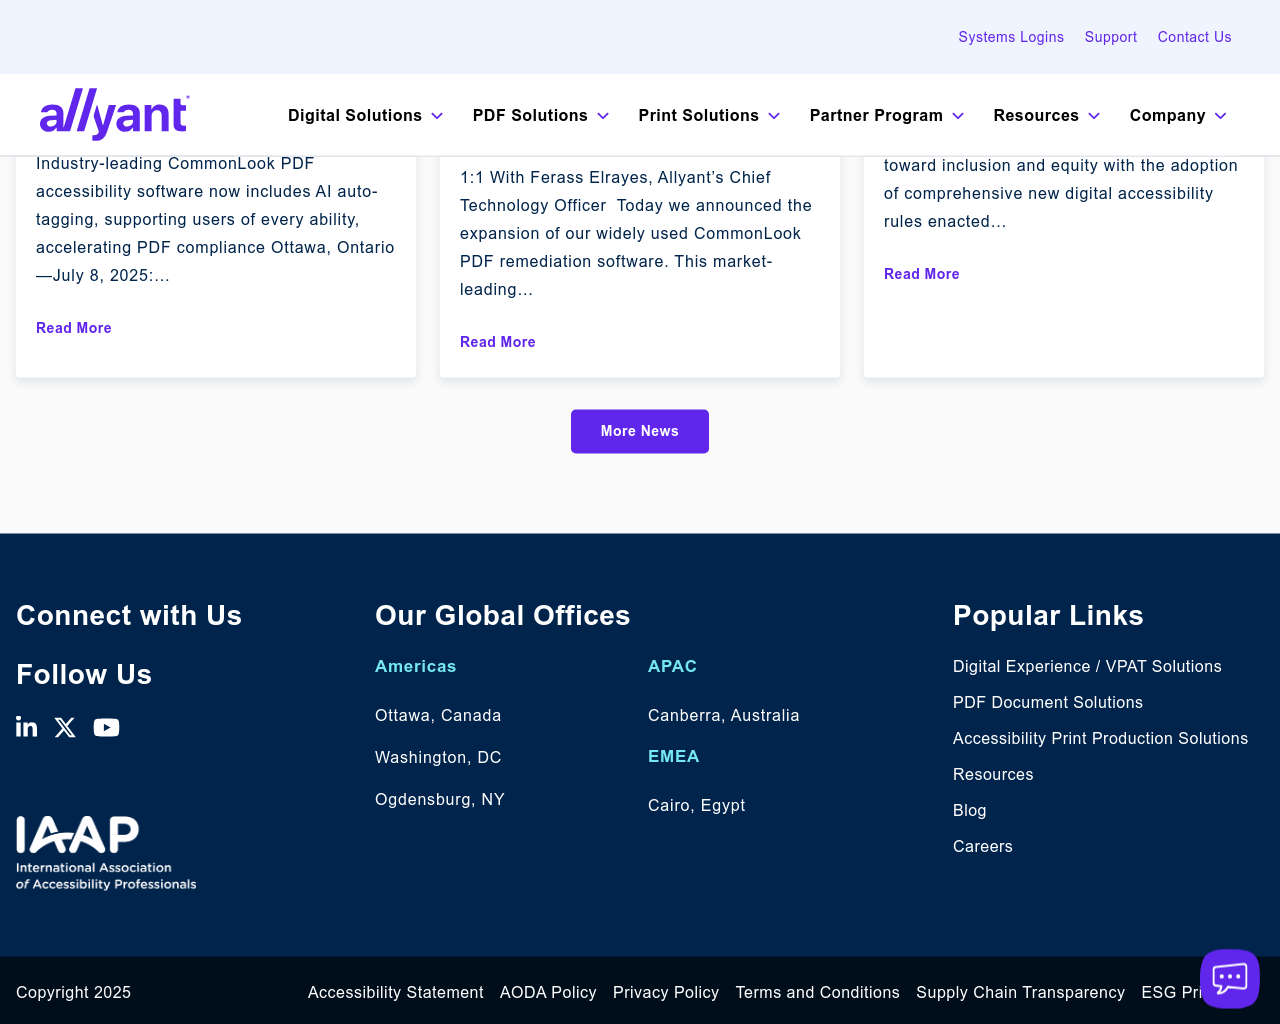 Systems Logins Support Contact Us
allyant
Digital Solutions PDF Solutions Print Solutions Partner Program Resources Company
Industry-leading CommonLook PDF
accessibility software now includes AI auto-
tagging, supporting users of every ability,
accelerating PDF compliance Ottawa, Ontario
—July 8, 2025:…
Read More
1:1 With Ferass Elrayes, Allyant’s Chief
Technology Officer  Today we announced the
expansion of our widely used CommonLook
PDF remediation software. This market-
leading…
Read More
toward inclusion and equity with the adoption
of comprehensive new digital accessibility
rules enacted…
Read More
More News
Connect with Us
Follow Us
IAAP
International Association
of Accessibility Professionals
Our Global Offices
Americas
Ottawa, Canada
Washington, DC
Ogdensburg, NY
APAC
Canberra, Australia
EMEA
Cairo, Egypt
Popular Links
Digital Experience / VPAT Solutions
PDF Document Solutions
Accessibility Print Production Solutions
Resources
Blog
Careers
Copyright 2025
Accessibility Statement AODA Policy Privacy Policy Terms and Conditions Supply Chain Transparency ESG